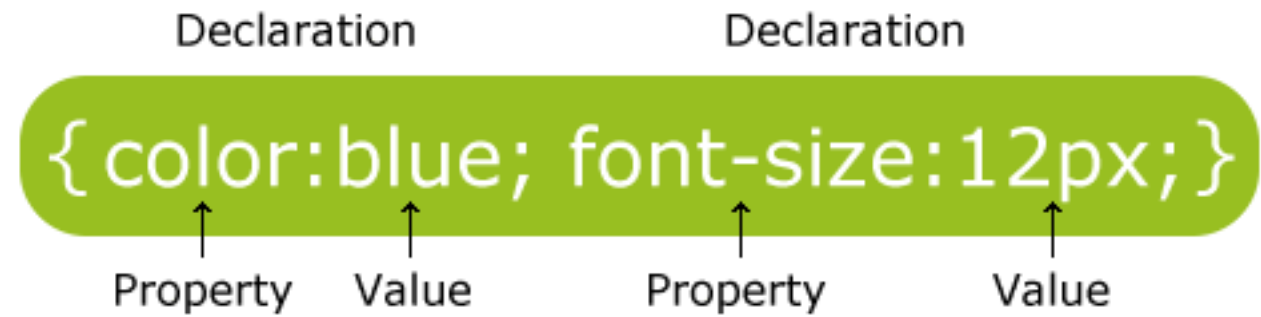 Declaration Declaration
{color:blue; font-size:12px;}
Property Value Property Value